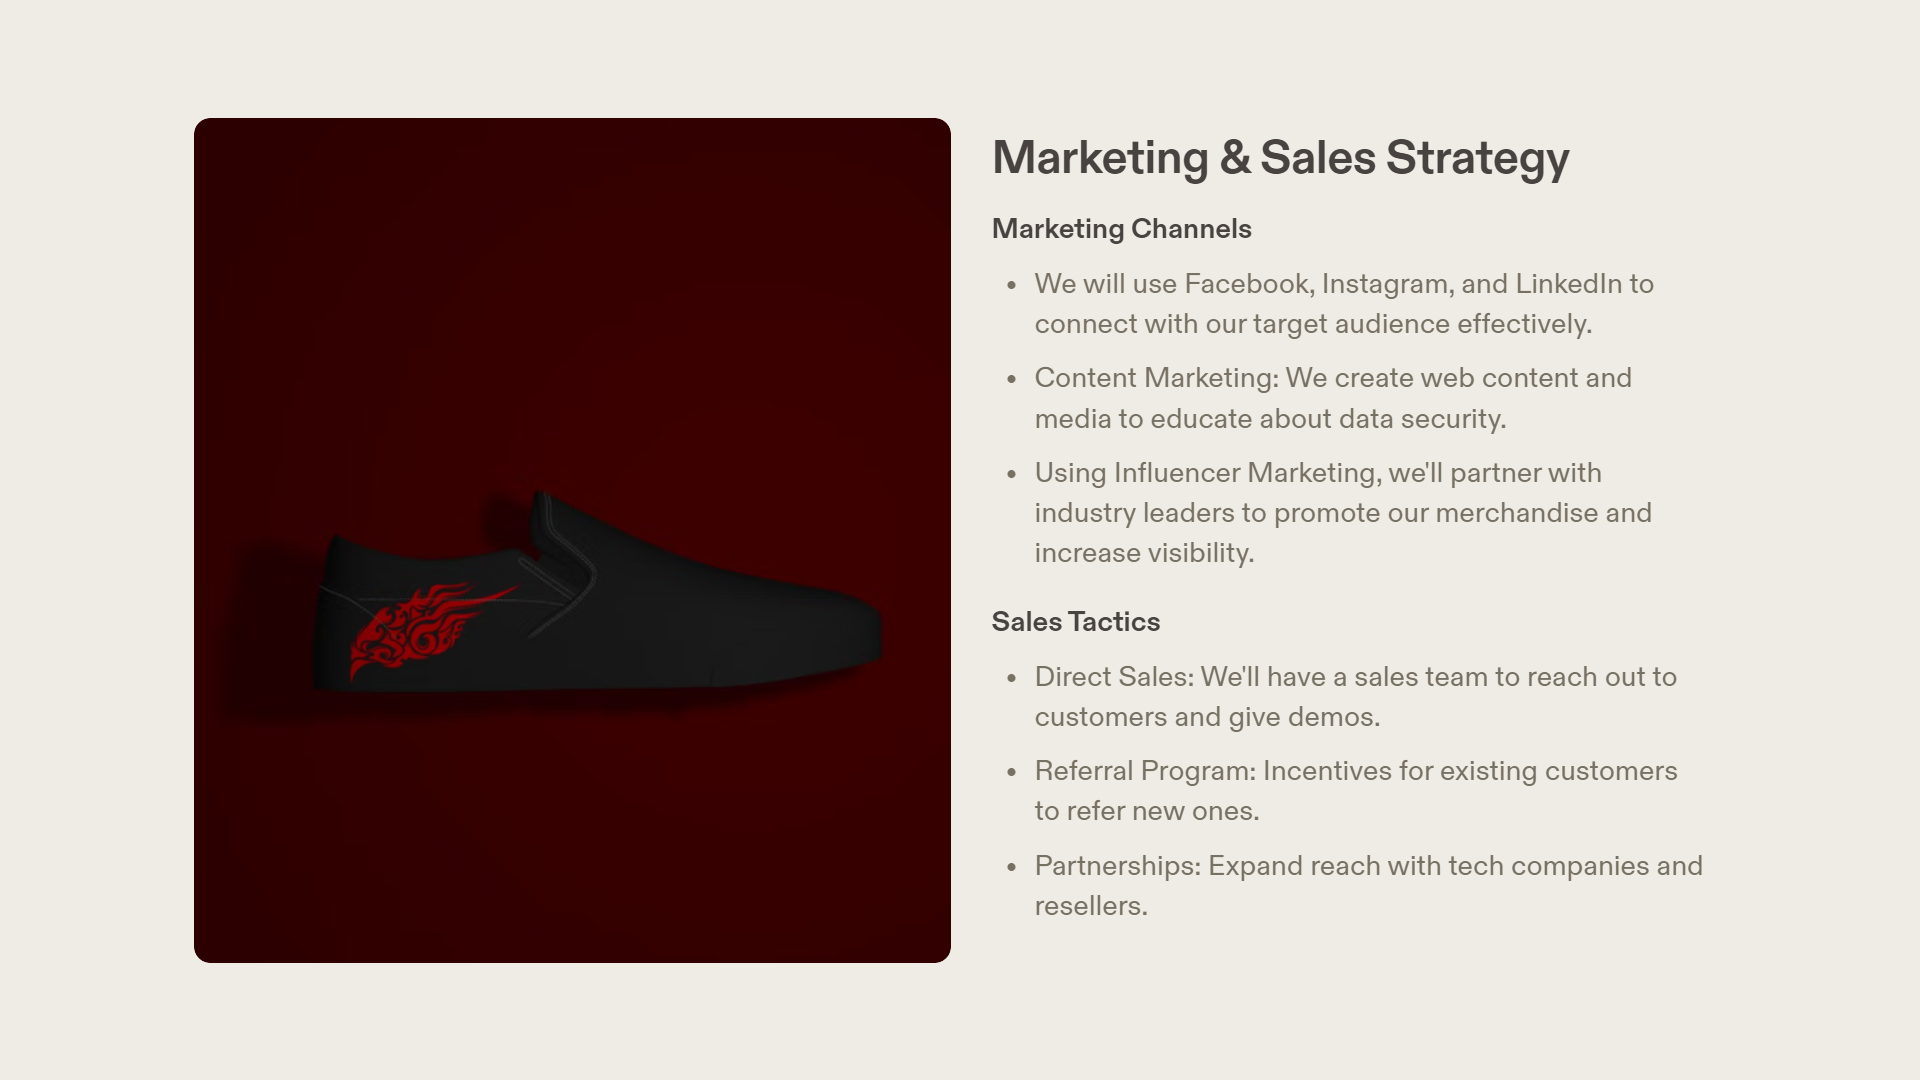 Marketing & Sales Strategy
Marketing Channels
• We will use Facebook, Instagram, and LinkedIn to
connect with our target audience effectively.
• Content Marketing: We create web content and
media to educate about data security.
• Using Influencer Marketing, we'll partner with
industry leaders to promote our merchandise and
increase visibility.
Sales Tactics
• Direct Sales: We'll have a sales team to reach out to
customers and give demos.
• Referral Program: Incentives for existing customers
to refer new ones.
• Partnerships: Expand reach with tech companies and
resellers.